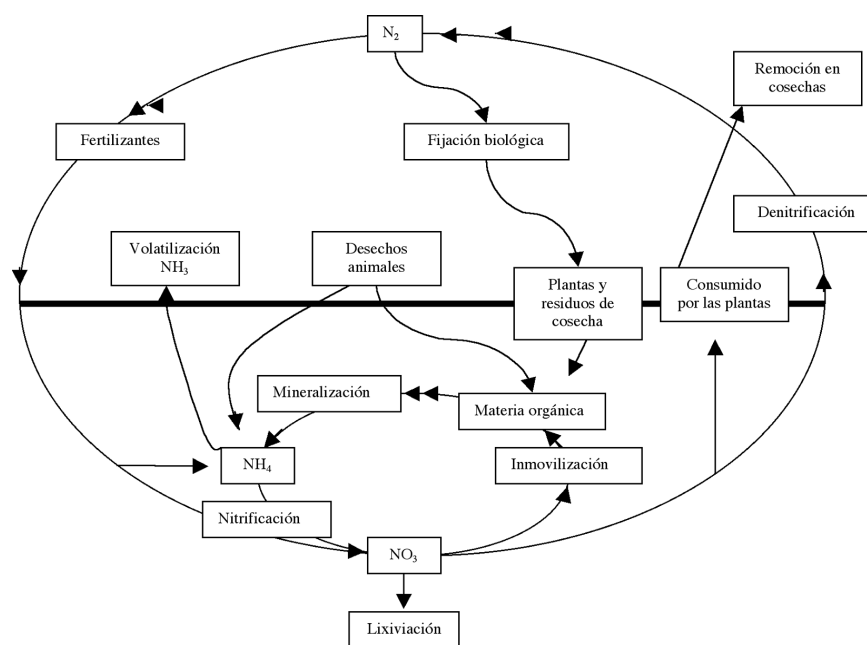 N₂
Remoción en
cosechas
Fertilizantes
Fijación biológica
Denitrificación
Volatilización
NH₃
Desechos
animales
Plantas y
residuos de
cosecha
Consumido
por las plantas
Mineralización
Materia orgánica
NH₄
Inmovilización
Nitrificación
NO₃
Lixiviación